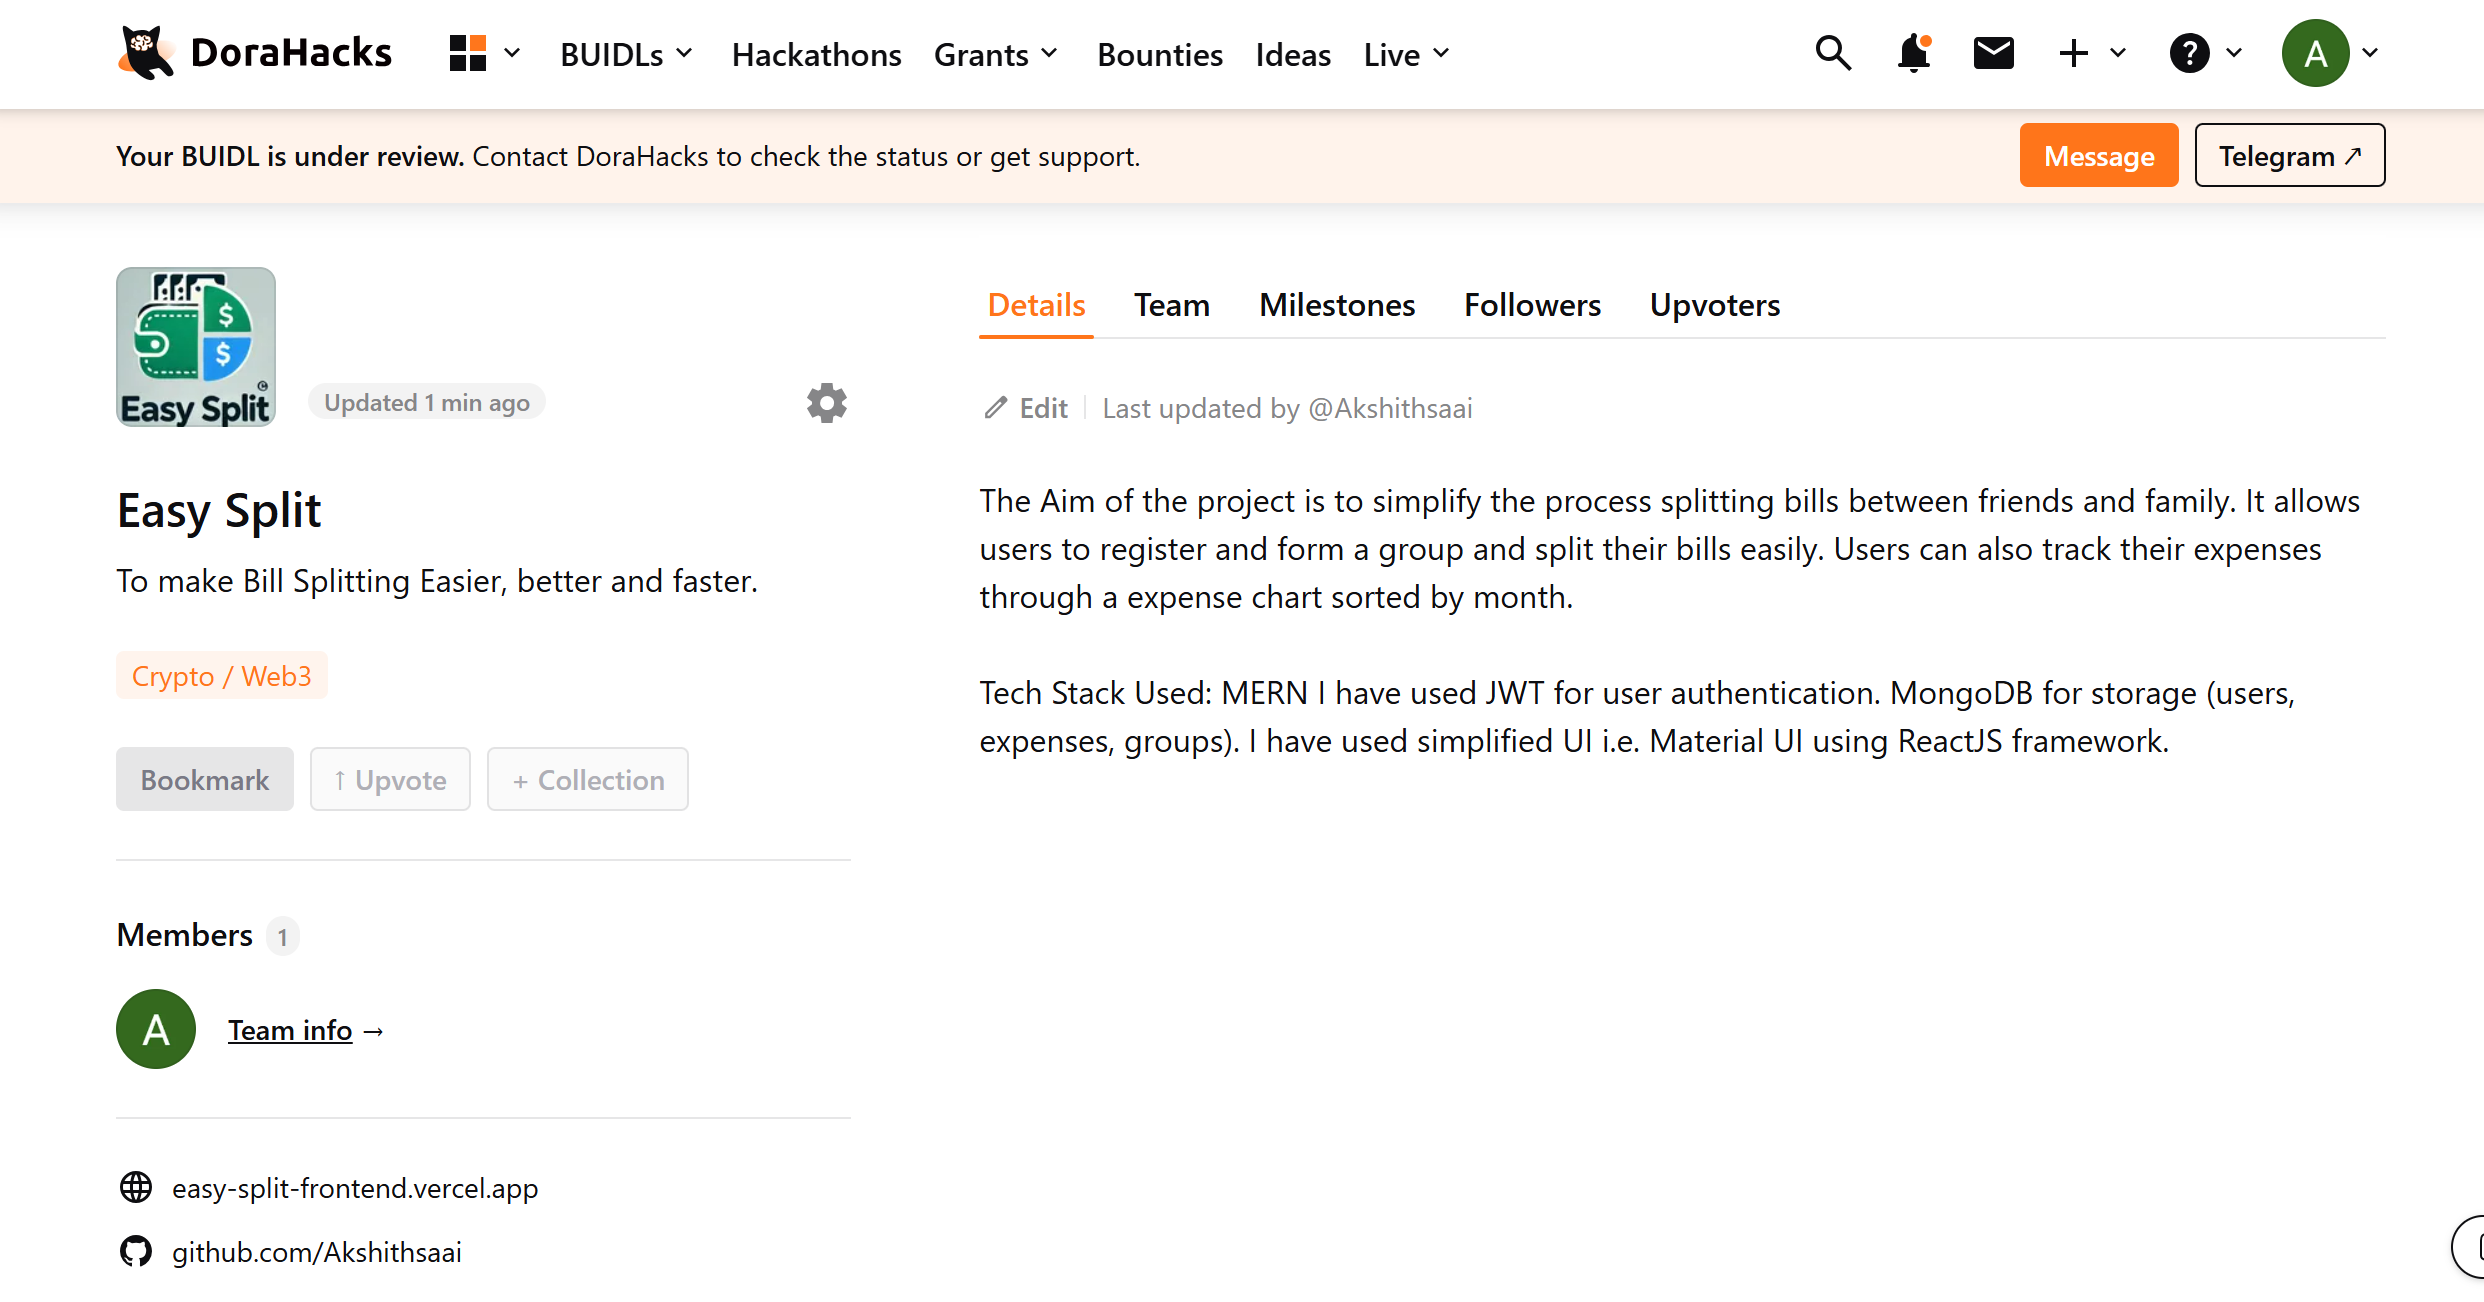 DoraHacks
BUIDLs
Hackathons
Grants
Bounties
Ideas
Live
A
Your BUIDL is under review. Contact DoraHacks to check the status or get support.
Message
Telegram ↗
$
$
Easy Split
Updated 1 min ago
Easy Split
To make Bill Splitting Easier, better and faster.
Crypto / Web3
Bookmark
↑ Upvote
+ Collection
Members 1
A
Team info →
easy-split-frontend.vercel.app
github.com/Akshithsaai
Details
Team
Milestones
Followers
Upvoters
Edit
Last updated by @Akshithsaai
The Aim of the project is to simplify the process splitting bills between friends and family. It allows
users to register and form a group and split their bills easily. Users can also track their expenses
through a expense chart sorted by month.
Tech Stack Used: MERN I have used JWT for user authentication. MongoDB for storage (users,
expenses, groups). I have used simplified UI i.e. Material UI using ReactJS framework.